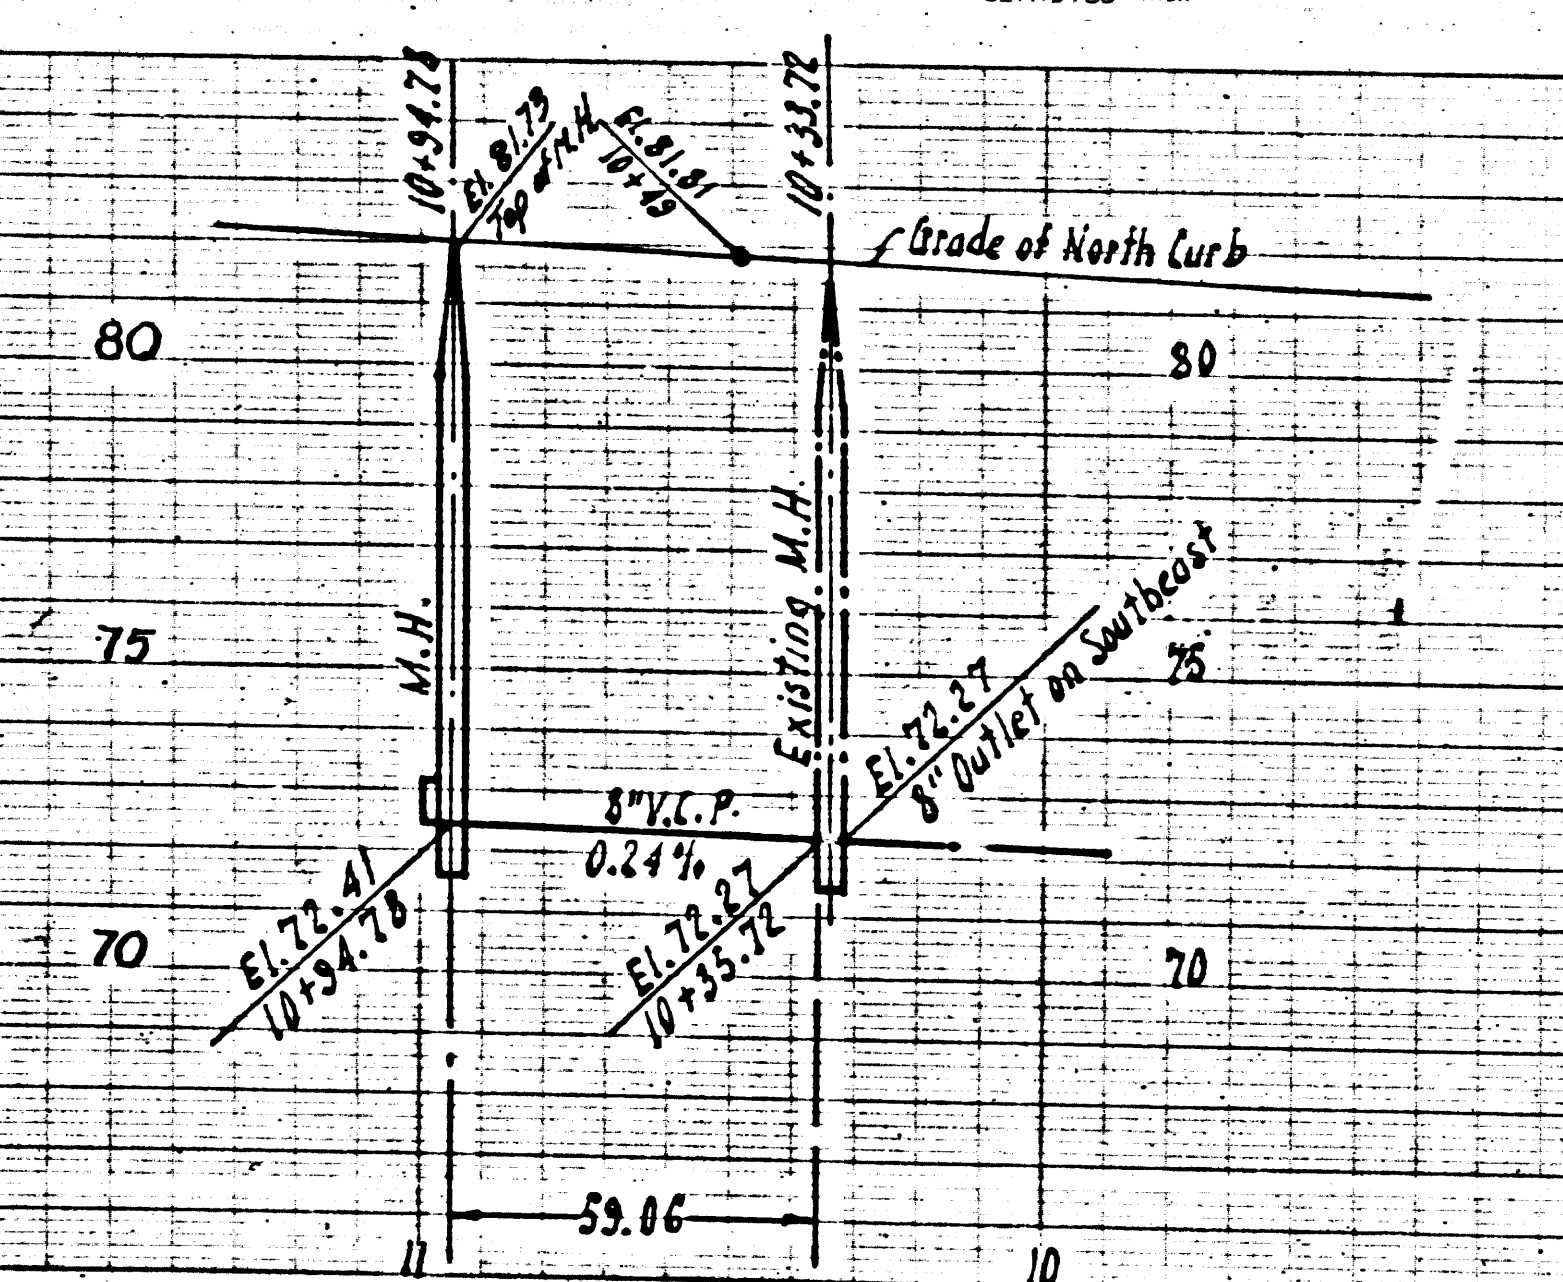 10+94.78
El. 81.73
Top of M.H.
El. 81.81
10+49
10+33.72
Grade of North Curb
80
80
M.H.
Existing M.H.
75
75
El. 72.27
8" Outlet on Southeast
8" V.C.P.
0.24%
El. 72.41
10+94.78
El. 72.27
10+35.72
70
70
59.06
11
10